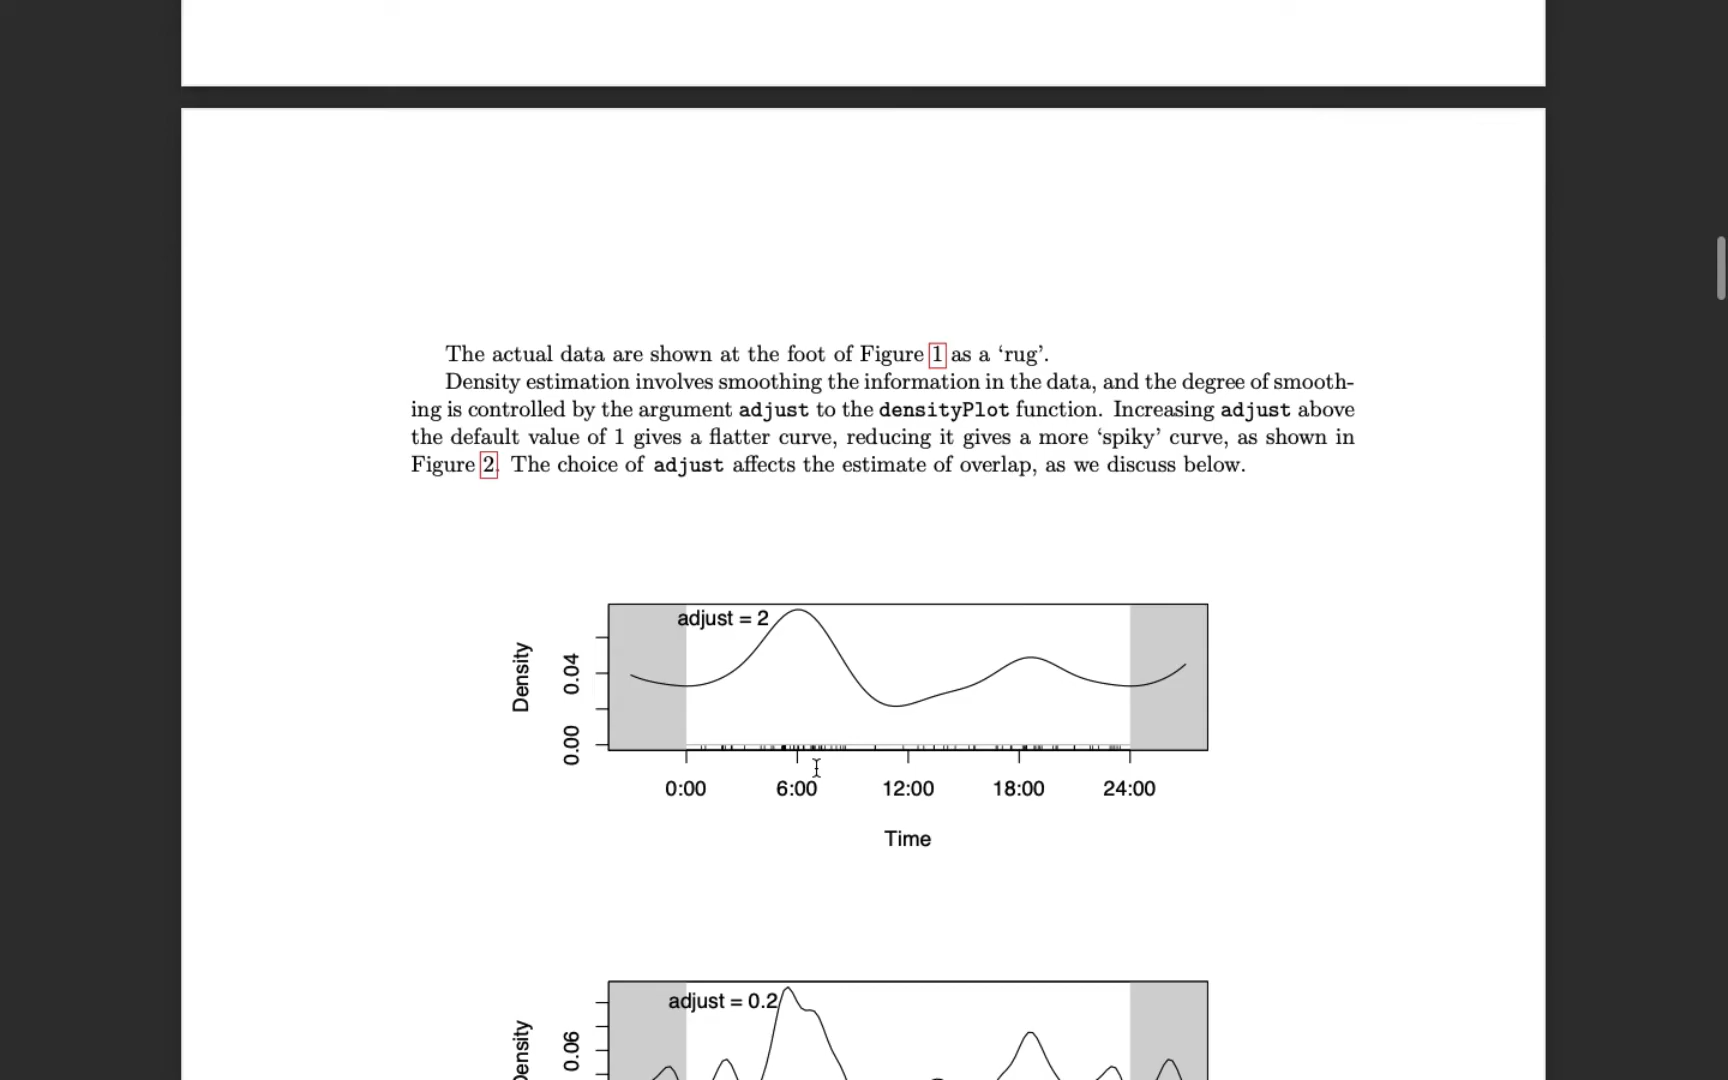 The actual data are shown at the foot of Figure 1 as a ‘rug’.
Density estimation involves smoothing the information in the data, and the degree of smooth-
ing is controlled by the argument adjust to the densityPlot function. Increasing adjust above
the default value of 1 gives a flatter curve, reducing it gives a more ‘spiky’ curve, as shown in
Figure 2. The choice of adjust affects the estimate of overlap, as we discuss below.
adjust = 2
Density
0.04
0.00
0:00 6:00 12:00 18:00 24:00
Time
adjust = 0.2
Density
0.06